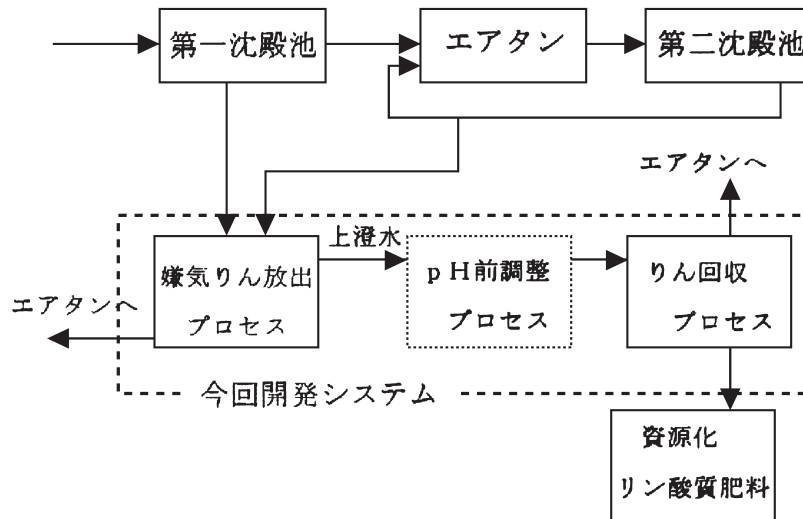 第一沈殿池
エアタン
第二沈殿池
エアタンへ
上澄水
嫌気りん放出
プロセス
pH前調整
プロセス
りん回収
プロセス
エアタンへ
今回開発システム
資源化
リン酸質肥料